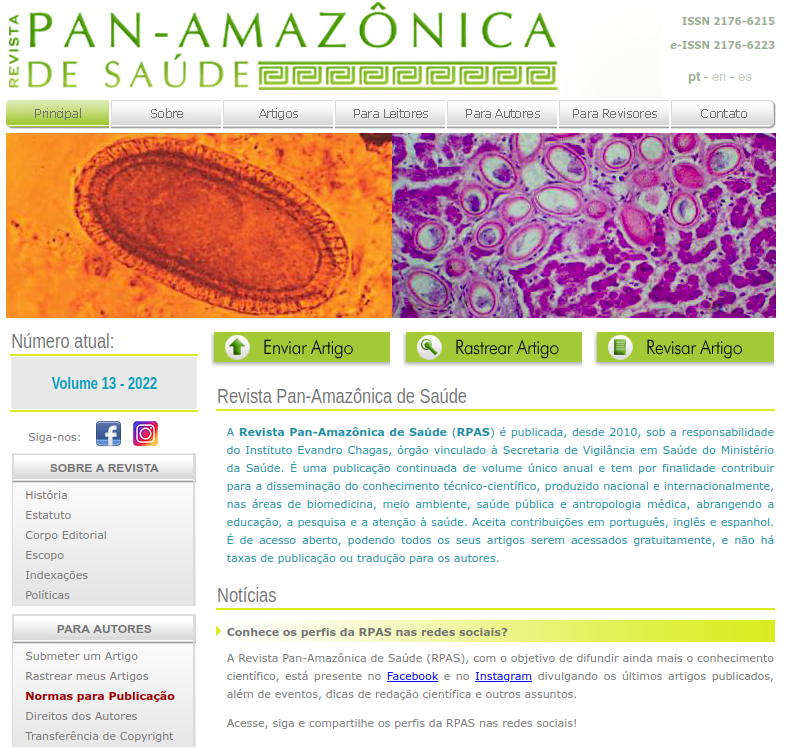 REVISTA
PAN-AMAZÔNICA
DE SAÚDE
ISSN 2176-6215
e-ISSN 2176-6223
pt - en - es
Principal
Sobre
Artigos
Para Leitores
Para Autores
Para Revisores
Contato
Número atual:
Volume 13 - 2022
Siga-nos:
SOBRE A REVISTA
História
Estatuto
Corpo Editorial
Escopo
Indexações
Políticas
PARA AUTORES
Submeter um Artigo
Rastrear meus Artigos
Normas para Publicação
Direitos dos Autores
Transferência de Copyright
Enviar Artigo
Rastrear Artigo
Revisar Artigo
Revista Pan-Amazônica de Saúde
A Revista Pan-Amazônica de Saúde (RPAS) é publicada, desde 2010, sob a responsabilidade
do Instituto Evandro Chagas, órgão vinculado à Secretaria de Vigilância em Saúde do Ministério
da Saúde. É uma publicação continuada de volume único anual e tem por finalidade contribuir
para a disseminação do conhecimento técnico-científico, produzido nacional e internacionalmente,
nas áreas de biomedicina, meio ambiente, saúde pública e antropologia médica, abrangendo a
educação, a pesquisa e a atenção à saúde. Aceita contribuições em português, inglês e espanhol.
É de acesso aberto, podendo todos os seus artigos serem acessados gratuitamente, e não há
taxas de publicação ou tradução para os autores.
Notícias
Conhece os perfis da RPAS nas redes sociais?
A Revista Pan-Amazônica de Saúde (RPAS), com o objetivo de difundir ainda mais o conhecimento
científico, está presente no Facebook e no Instagram divulgando os últimos artigos publicados,
além de eventos, dicas de redação científica e outros assuntos.
Acesse, siga e compartilhe os perfis da RPAS nas redes sociais!